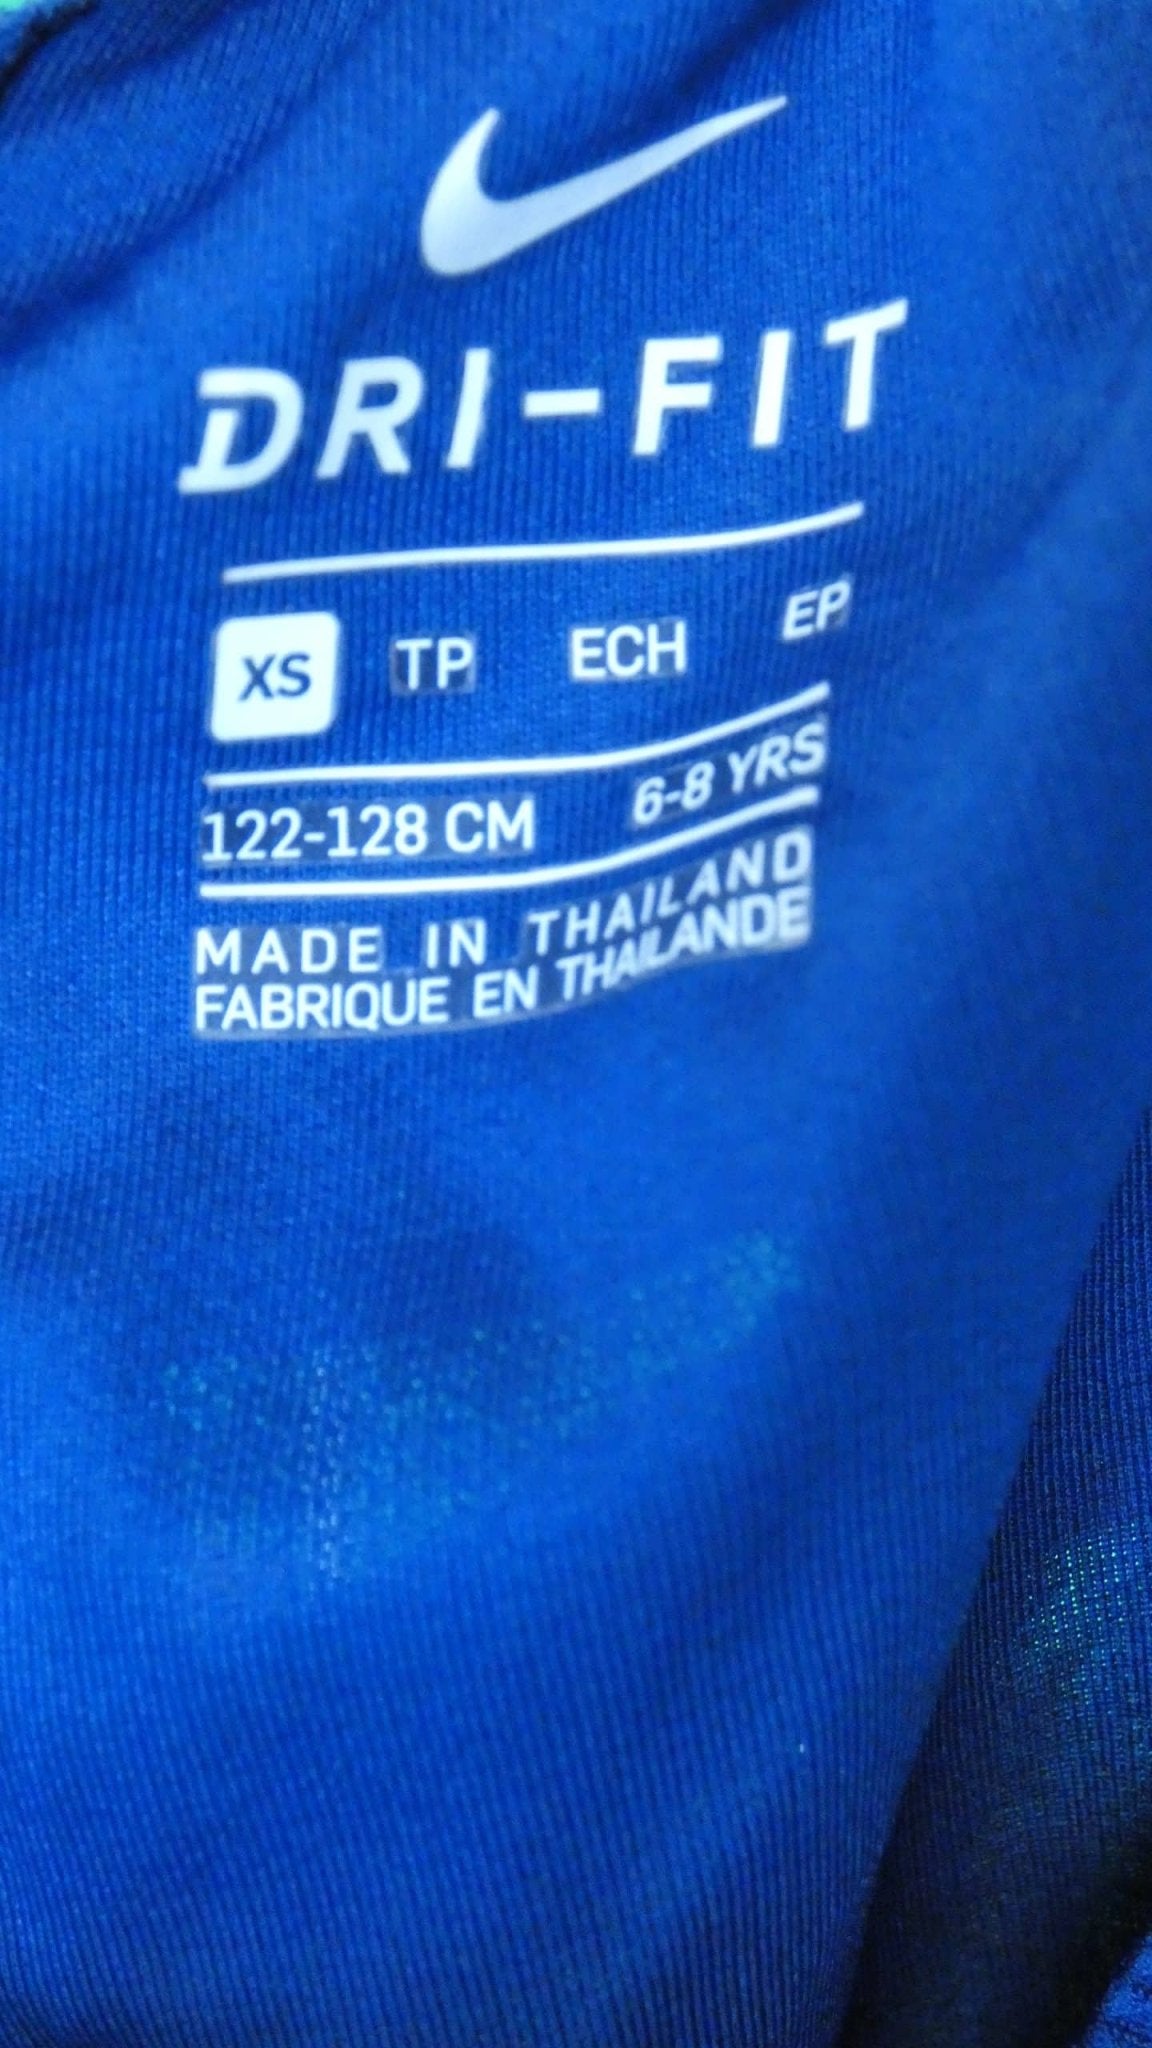 DRI-FIT
XS TP ECH EP
122-128 CM 6-8 YRS
MADE IN THAILAND
FABRIQUE EN THAILANDE